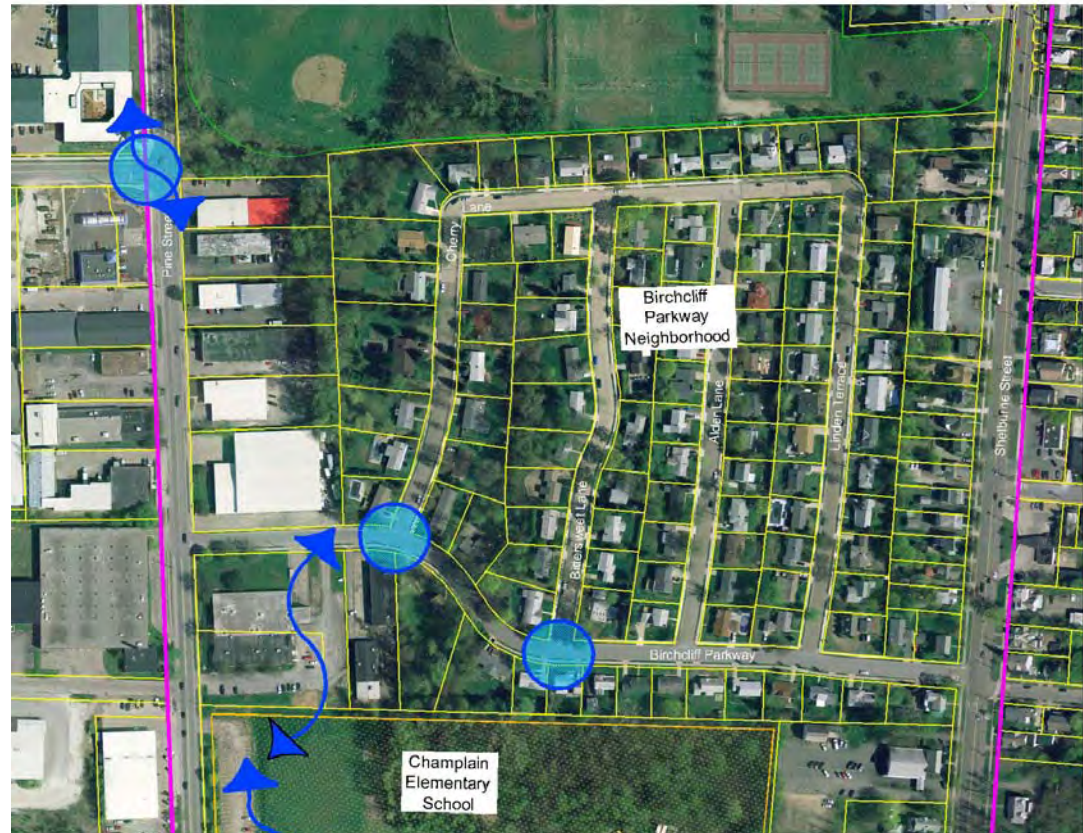 Lane
Cherry
Pine Street
Birchcliff
Parkway
Neighborhood
Shelburne Street
Alden Lane
Linden Terrace
Bittersweet Lane
Birchcliff Parkway
Champlain
Elementary
School